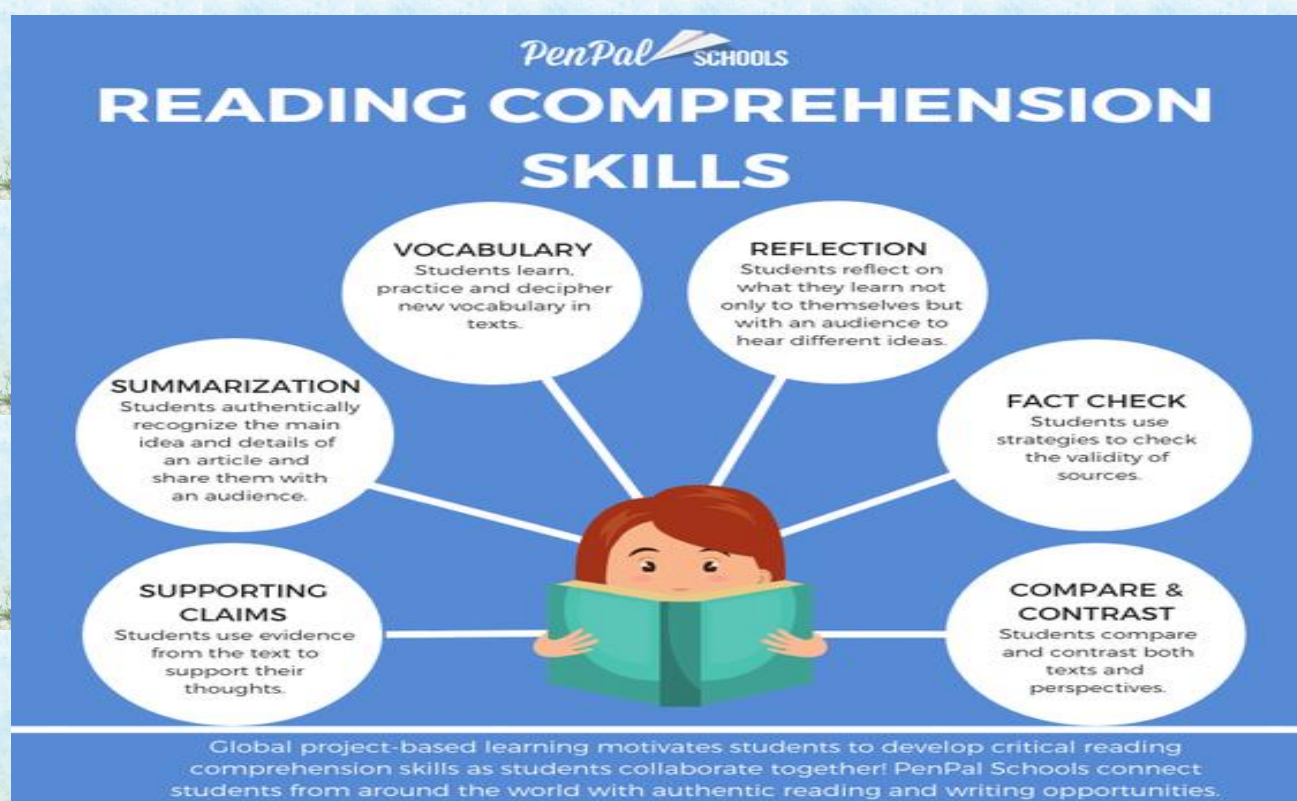 PenPal SCHOOLS
READING COMPREHENSION
SKILLS
VOCABULARY
Students learn,
practice and decipher
new vocabulary in
texts.
REFLECTION
Students reflect on
what they learn not
only to themselves but
with an audience to
hear different ideas.
SUMMARIZATION
Students authentically
recognize the main
idea and details of
an article and
share them with
an audience.
FACT CHECK
Students use
strategies to check
the validity of
sources.
SUPPORTING
CLAIMS
Students use evidence
from the text to
support their
thoughts.
COMPARE &
CONTRAST
Students compare
and contrast both
texts and
perspectives.
Global project-based learning motivates students to develop critical reading
comprehension skills as students collaborate together! PenPal Schools connect
students from around the world with authentic reading and writing opportunities.